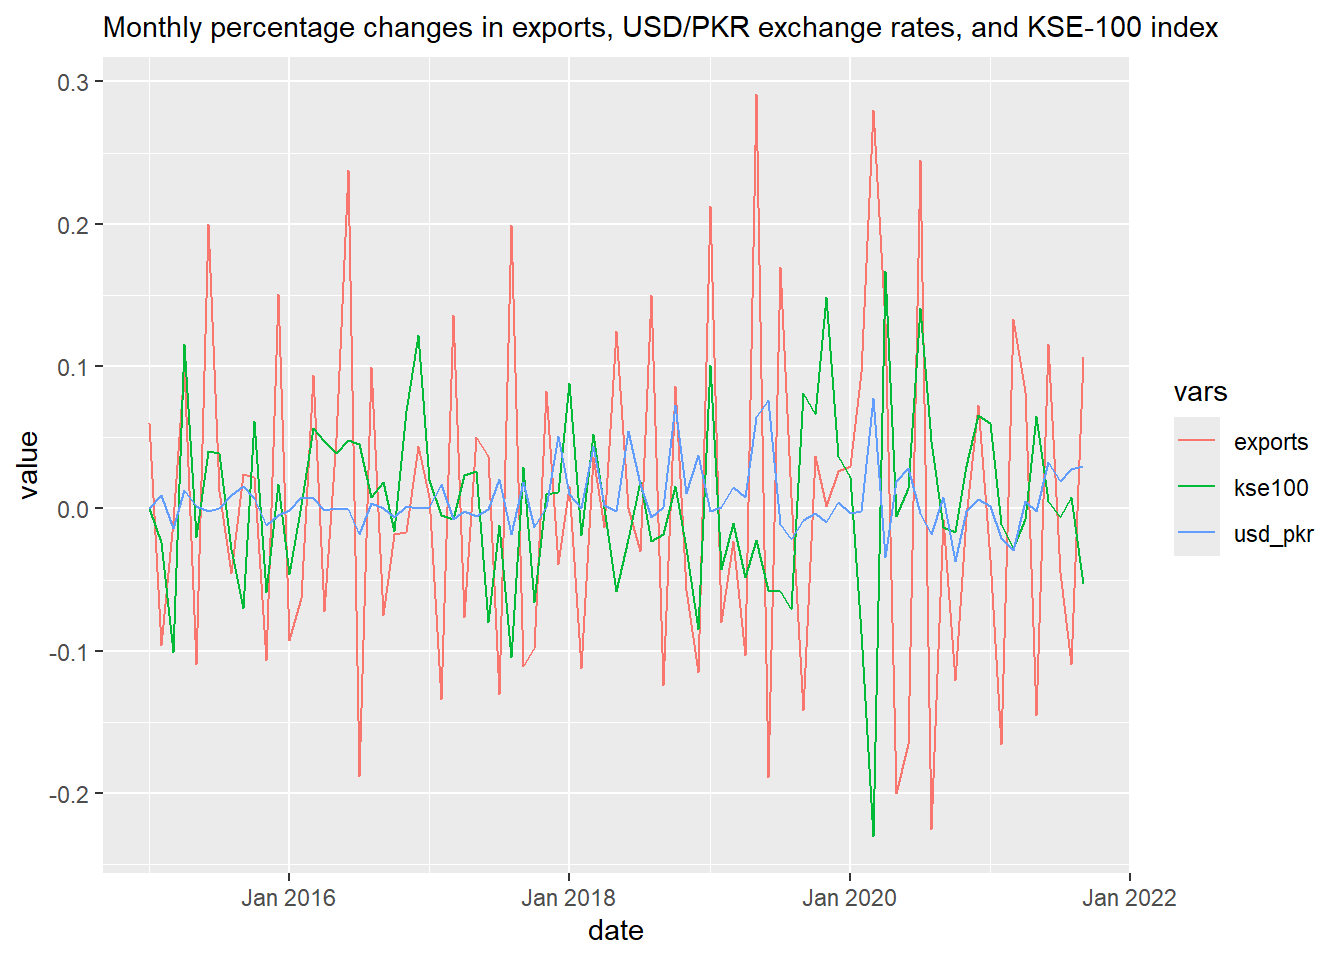 Monthly percentage changes in exports, USD/PKR exchange rates, and KSE-100 index
0.3
0.2
0.1
0.0
-0.1
-0.2
value
Jan 2016
Jan 2018
Jan 2020
Jan 2022
date
vars
exports
kse100
usd_pkr